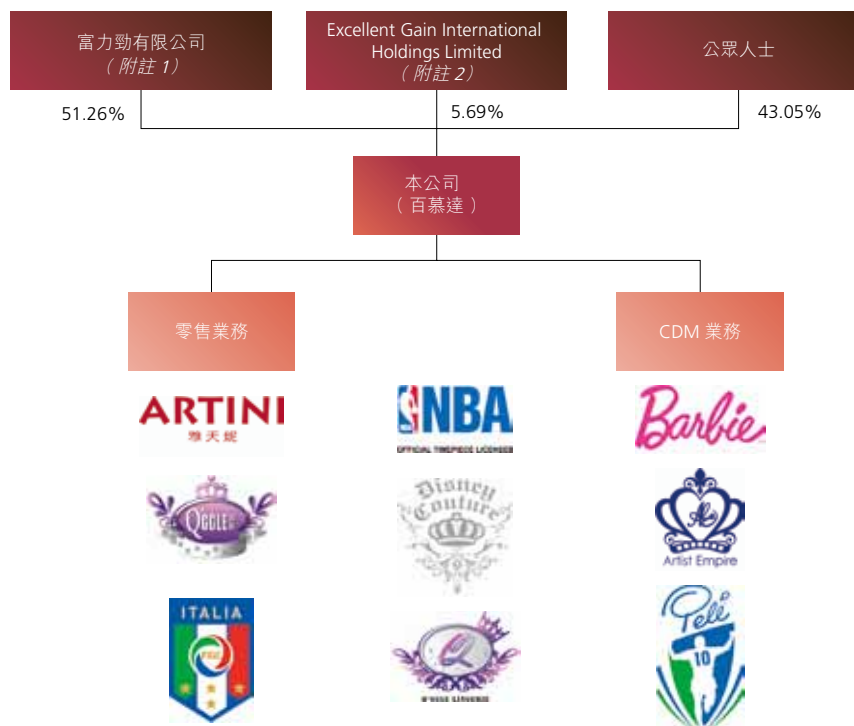 富力勁有限公司
（附註 1）
Excellent Gain International
Holdings Limited
（附註 2）
公眾人士
51.26%
5.69%
43.05%
本公司
（百慕達）
零售業務
CDM 業務
ARTINI
雅天妮
NBA
OFFICIAL TIMEPIECE LICENSEE
Barbie
Q'GGLE
Disney
Couture
Artist Empire
ITALIA
FIGC
Q
Pelé
10